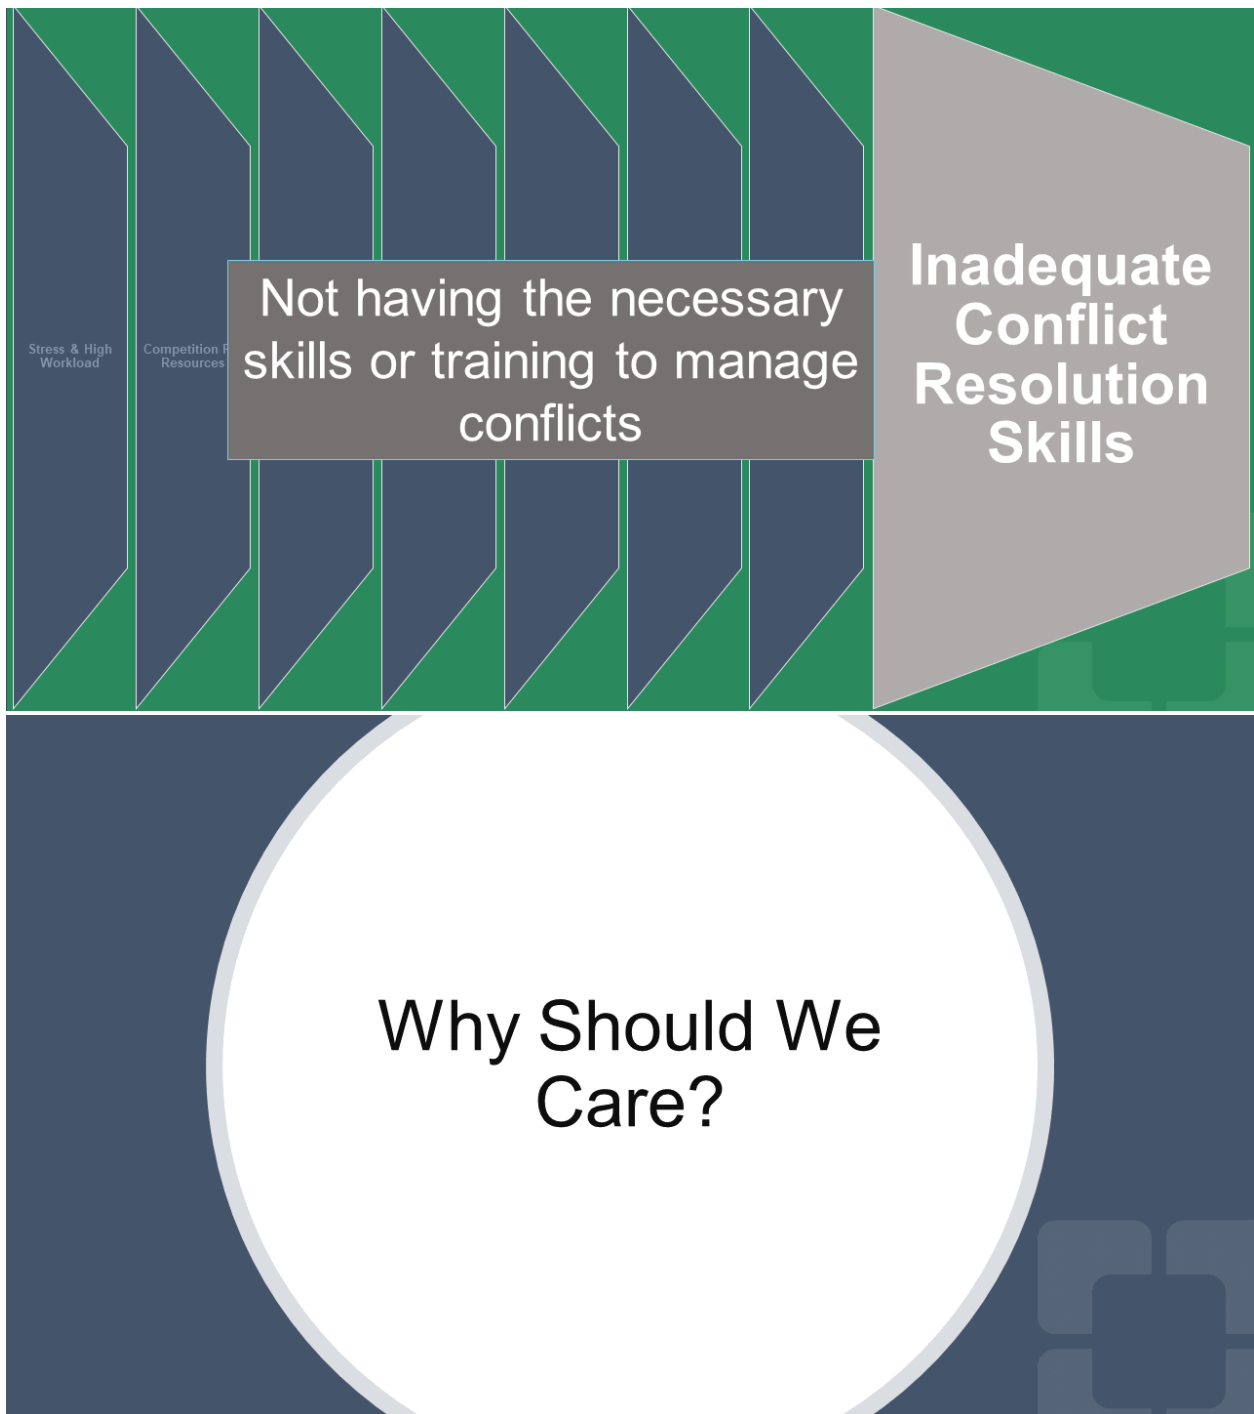 Stress & High
Workload
Competition
Resources
Not having the necessary
skills or training to manage
conflicts
Inadequate
Conflict
Resolution
Skills
Why Should We
Care?